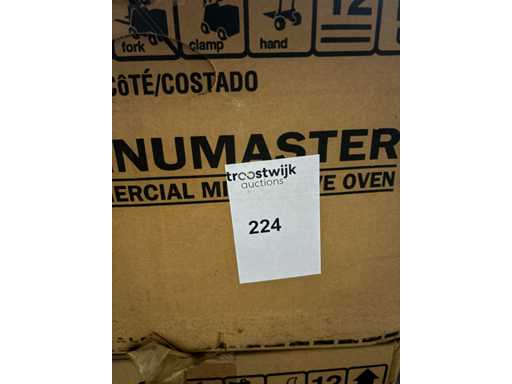 fork clamp hand 12
CÔTÉ/COSTADO
NUMASTER
troostwijk
auctions
ERCIAL MI VE OVEN
224
12